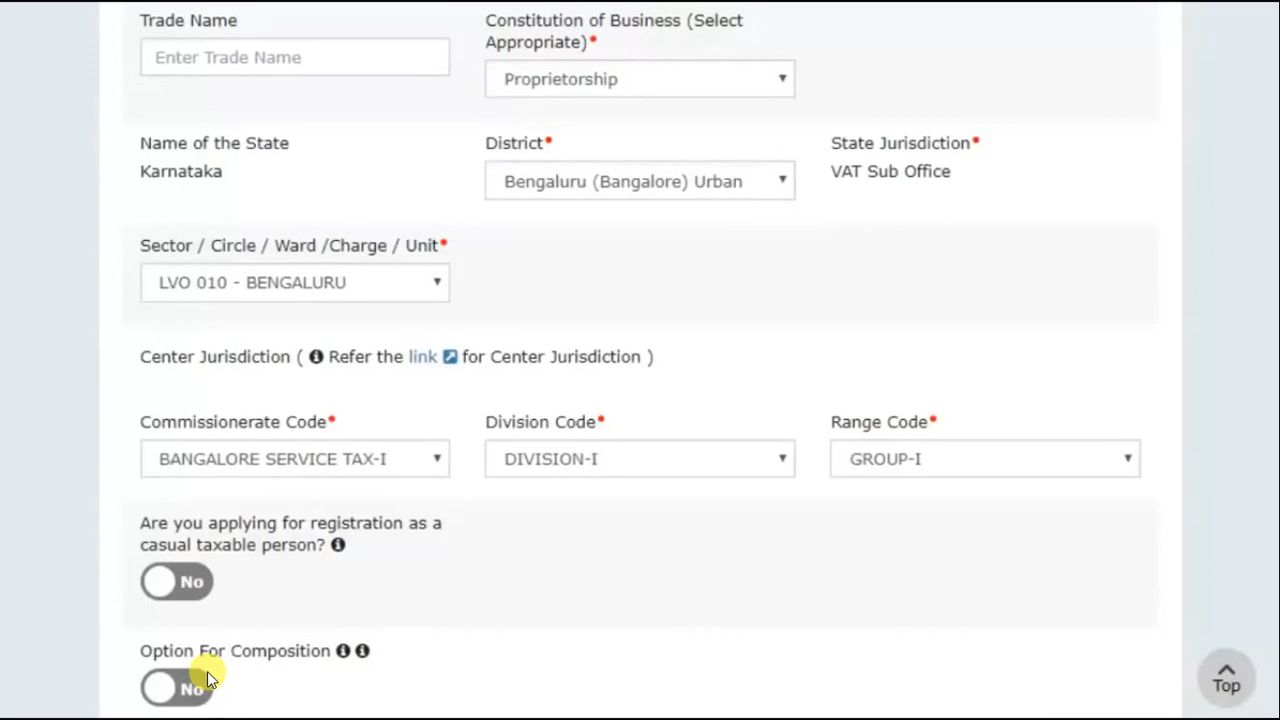 Trade Name
Constitution of Business (Select
Appropriate)*
Enter Trade Name
Proprietorship
Name of the State
District*
State Jurisdiction*
Karnataka
Bengaluru (Bangalore) Urban
VAT Sub Office
Sector / Circle / Ward /Charge / Unit*
LVO 010 - BENGALURU
Center Jurisdiction ( Refer the link for Center Jurisdiction )
Commissionerate Code*
Division Code*
Range Code*
BANGALORE SERVICE TAX-I
DIVISION-I
GROUP-I
Are you applying for registration as a
casual taxable person?
No
Option For Composition
No
Top